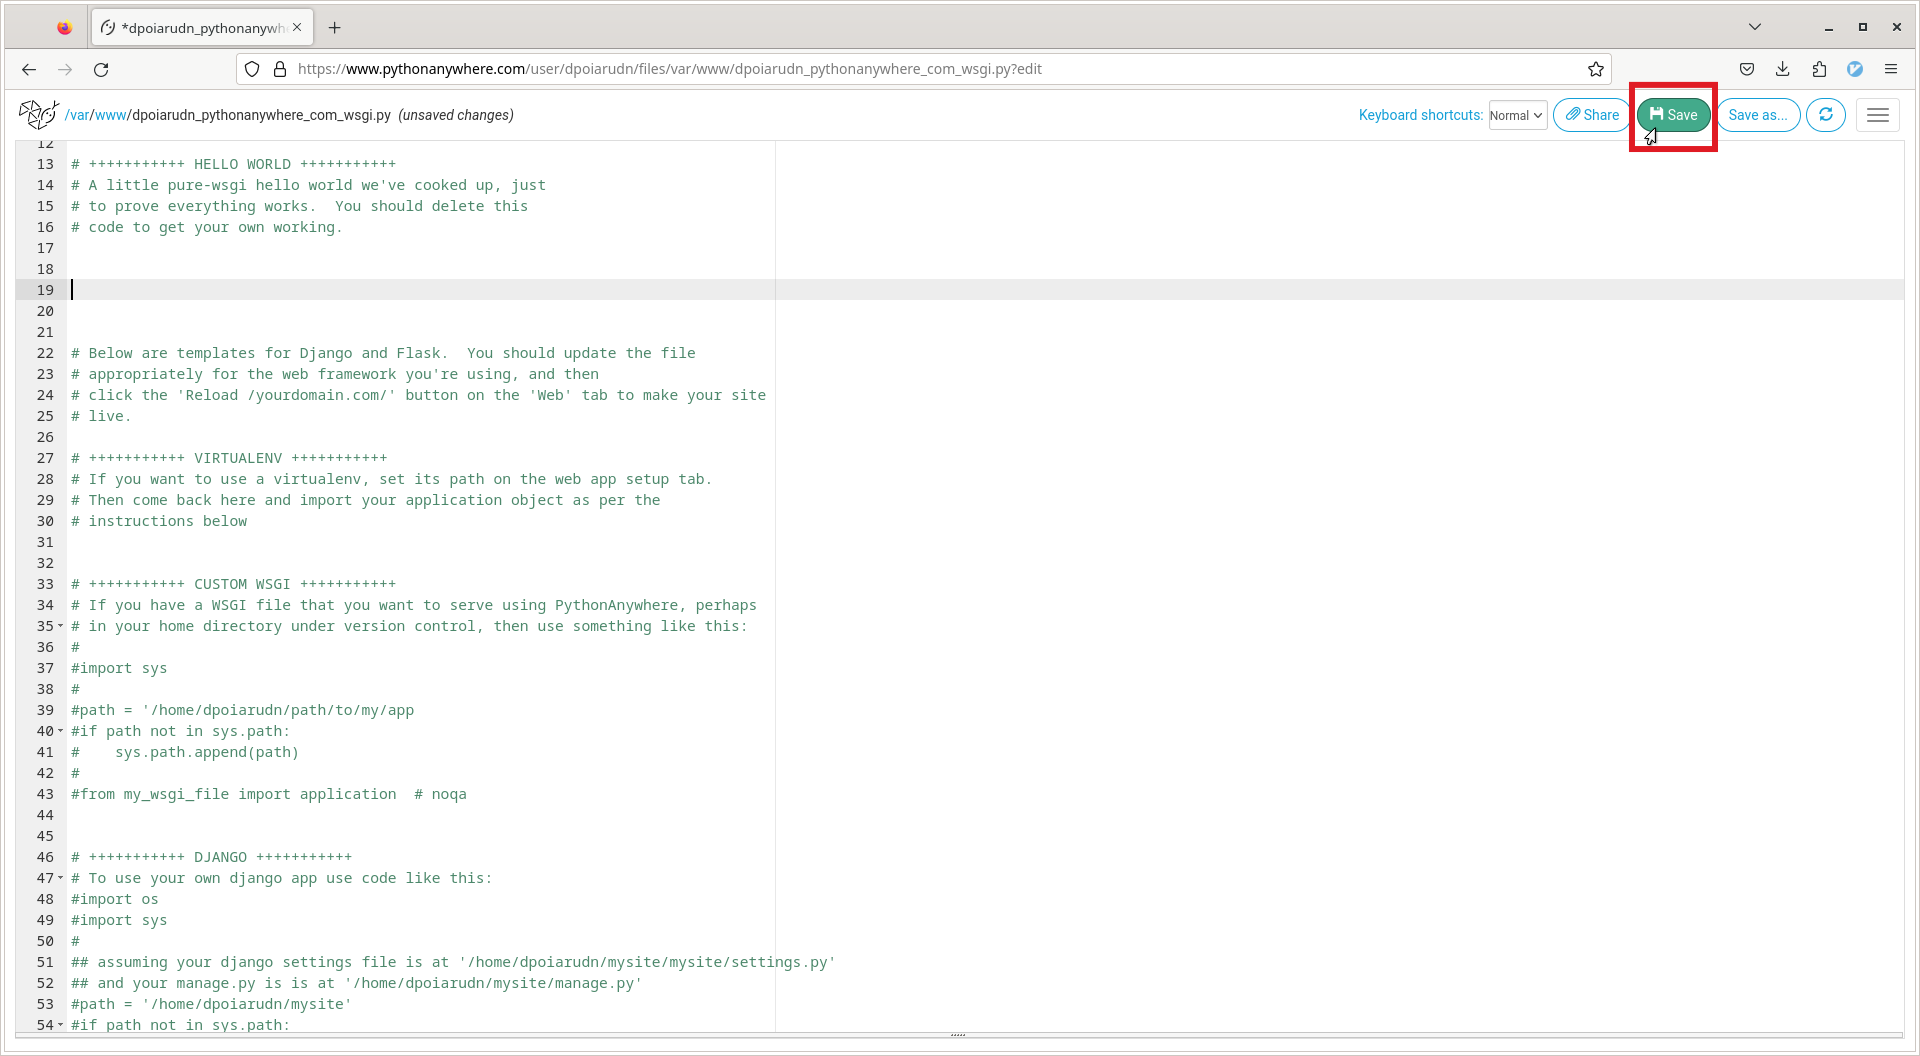 *dpoiarudn_pythonanywh
https://www.pythonanywhere.com/user/dpoiarudn/files/var/www/dpoiarudn_pythonanywhere_com_wsgi.py?edit
/var/www/dpoiarudn_pythonanywhere_com_wsgi.py (unsaved changes) Keyboard shortcuts: Normal Share Save Save as...
12
13 # +++++++++++ HELLO WORLD +++++++++++
14 # A little pure-wsgi hello world we've cooked up, just
15 # to prove everything works.  You should delete this
16 # code to get your own working.
17
18
19
20
21
22 # Below are templates for Django and Flask.  You should update the file
23 # appropriately for the web framework you're using, and then
24 # click the 'Reload /yourdomain.com/' button on the 'Web' tab to make your site
25 # live.
26
27 # +++++++++++ VIRTUALENV +++++++++++
28 # If you want to use a virtualenv, set its path on the web app setup tab.
29 # Then come back here and import your application object as per the
30 # instructions below
31
32
33 # +++++++++++ CUSTOM WSGI +++++++++++
34 # If you have a WSGI file that you want to serve using PythonAnywhere, perhaps
35 # in your home directory under version control, then use something like this:
36 #
37 #import sys
38 #
39 #path = '/home/dpoiarudn/path/to/my/app
40 #if path not in sys.path:
41 #    sys.path.append(path)
42 #
43 #from my_wsgi_file import application  # noqa
44
45
46 # +++++++++++ DJANGO +++++++++++
47 # To use your own django app use code like this:
48 #import os
49 #import sys
50 #
51 ## assuming your django settings file is at '/home/dpoiarudn/mysite/mysite/settings.py'
52 ## and your manage.py is is at '/home/dpoiarudn/mysite/manage.py'
53 #path = '/home/dpoiarudn/mysite'
54 #if path not in sys.path: